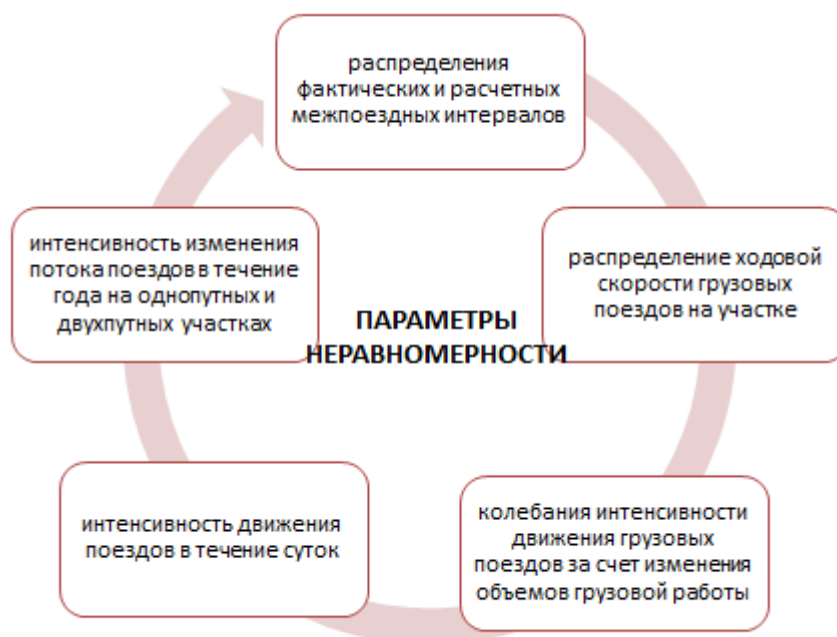 распределения
фактических и расчетных
межпоездных интервалов
распределение ходовой
скорости грузовых
поездов на участке
колебания интенсивности
движения грузовых
поездов за счет изменения
объемов грузовой работы
интенсивность движения
поездов в течение суток
интенсивность изменения
потока поездов в течение
года на однопутных и
двухпутных участках
ПАРАМЕТРЫ
НЕРАВНОМЕРНОСТИ